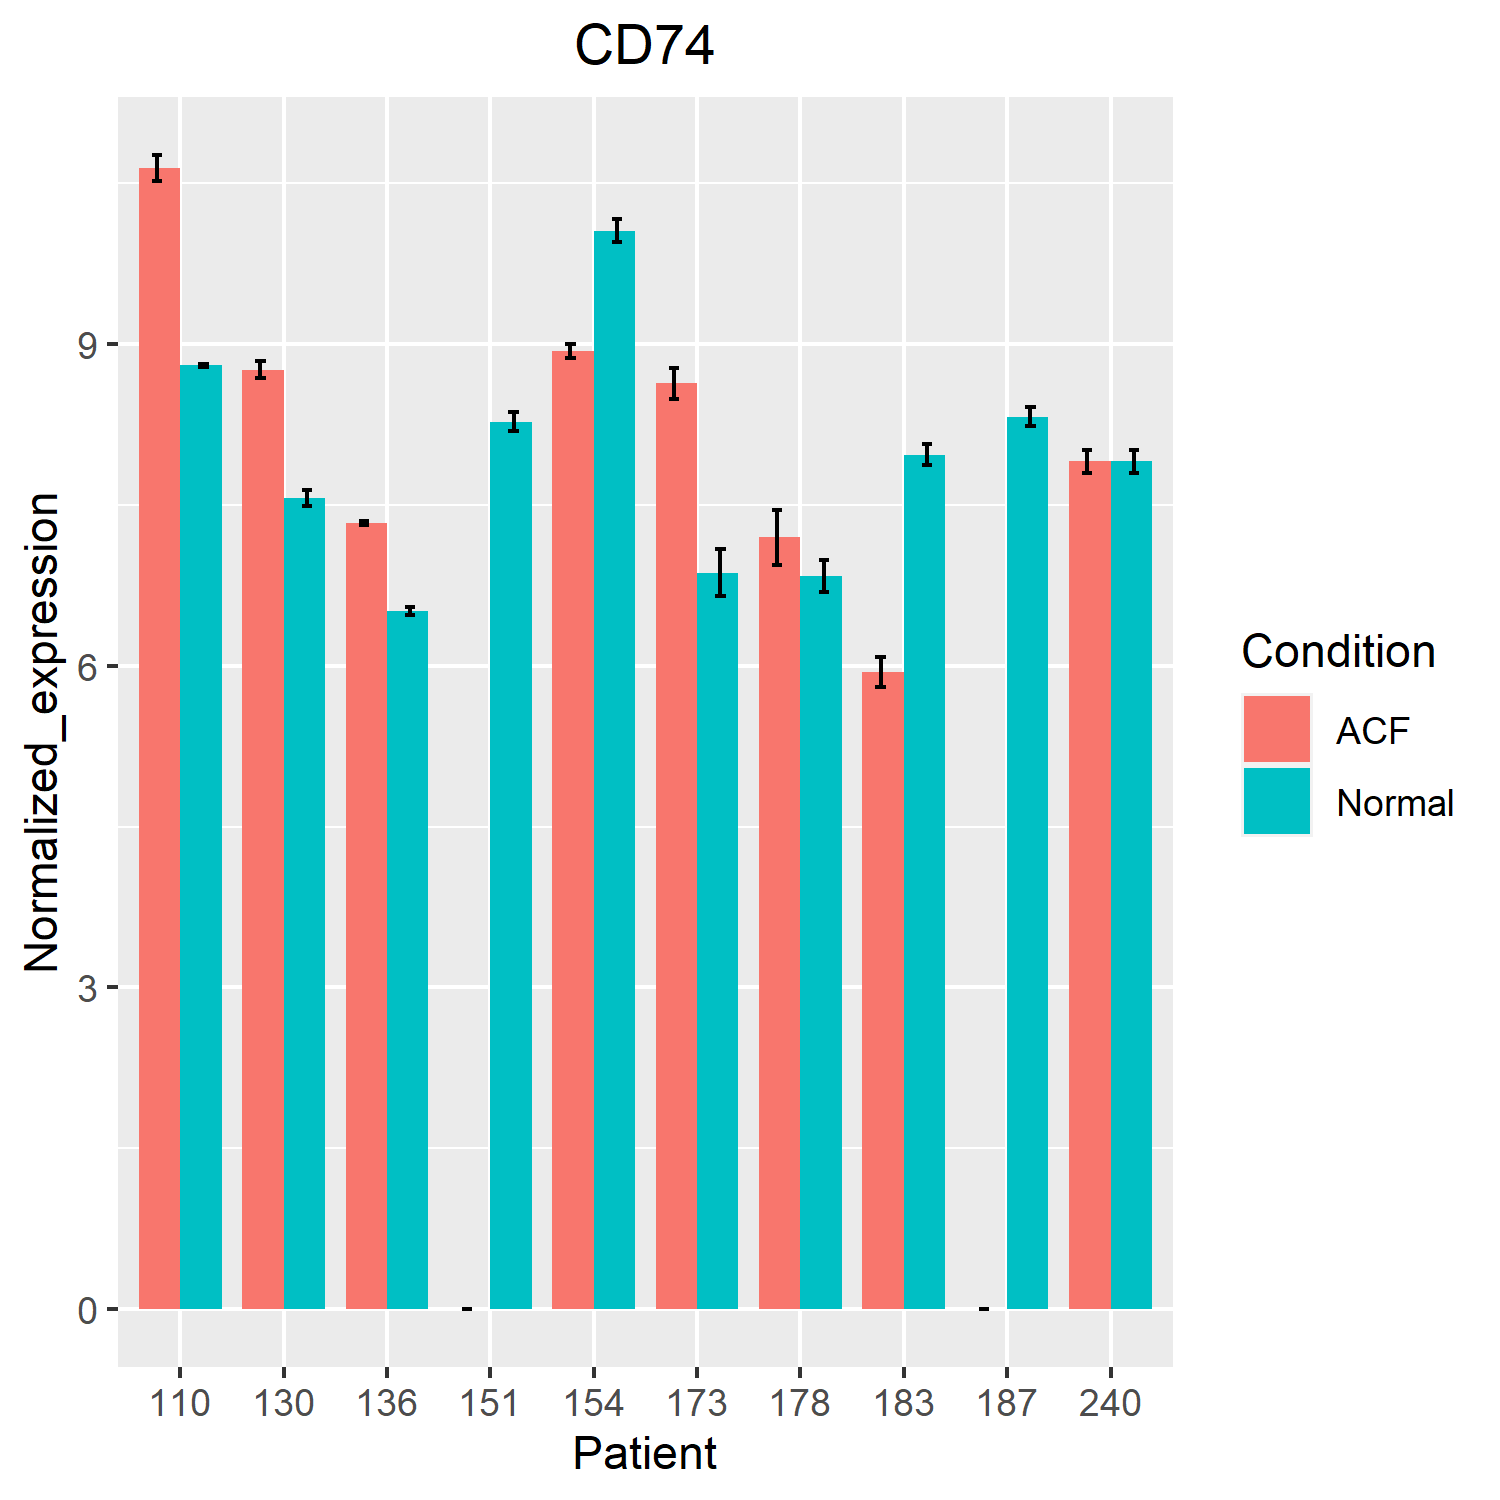 CD74
Normalized_expression
9
6
3
0
110 130 136 151 154 173 178 183 187 240
Patient
Condition
ACF
Normal